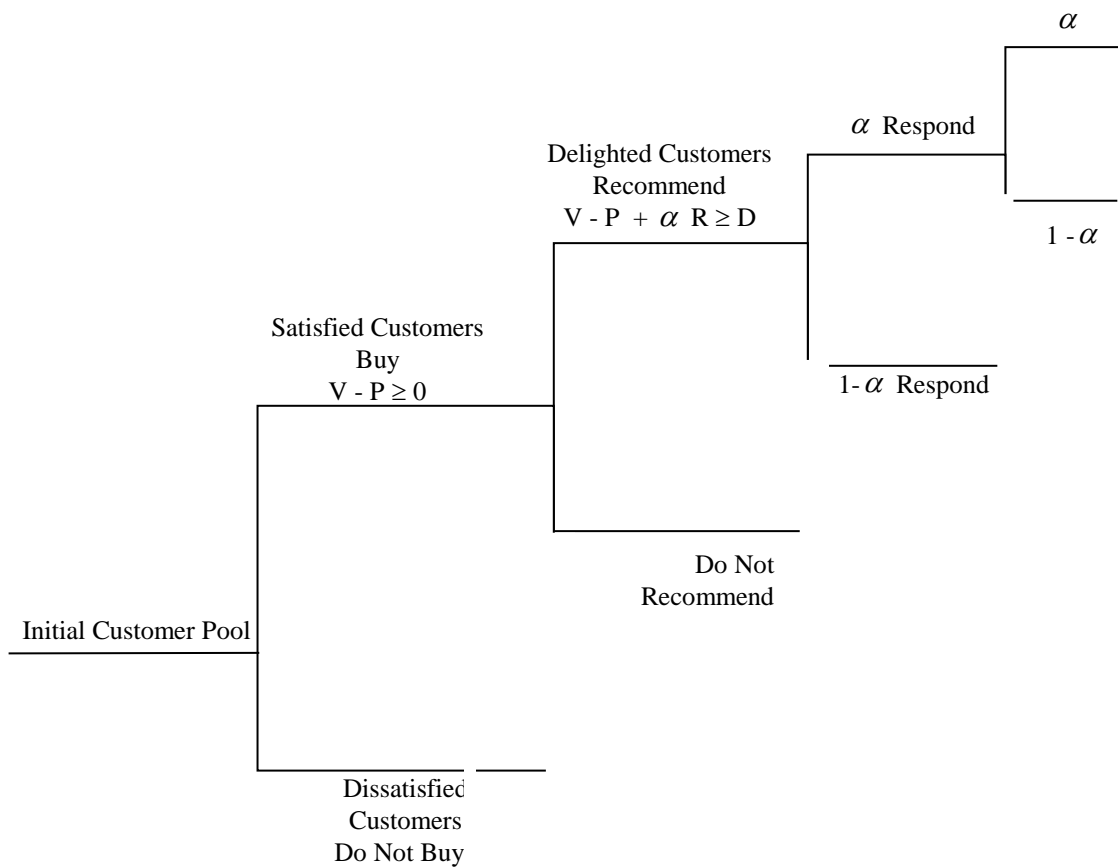 α
α Respond
1 - α
Delighted Customers
Recommend
V - P + α R ≥ D
1- α Respond
Satisfied Customers
Buy
V - P ≥ 0
Do Not
Recommend
Initial Customer Pool
Dissatisfied
Customers
Do Not Buy